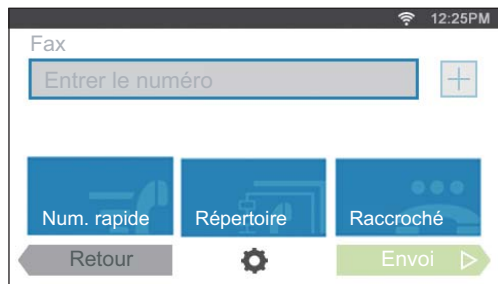 12:25PM
Fax
Entrer le numéro
Num. rapide Répertoire Raccroché
Retour Envoi